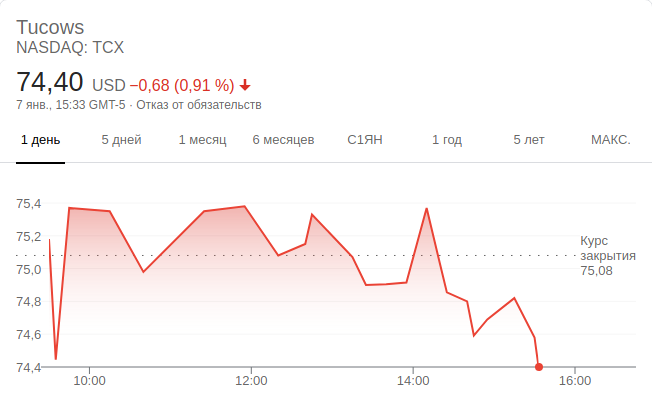 Tucows
NASDAQ: TCX
74,40 USD −0,68 (0,91 %)
7 янв., 15:33 GMT-5 · Отказ от обязательств
1 день 5 дней 1 месяц 6 месяцев С1ЯН 1 год 5 лет МАКС.
75,4
75,2
75,0
74,8
74,6
74,4
Курс
закрытия
75,08
10:00 12:00 14:00 16:00